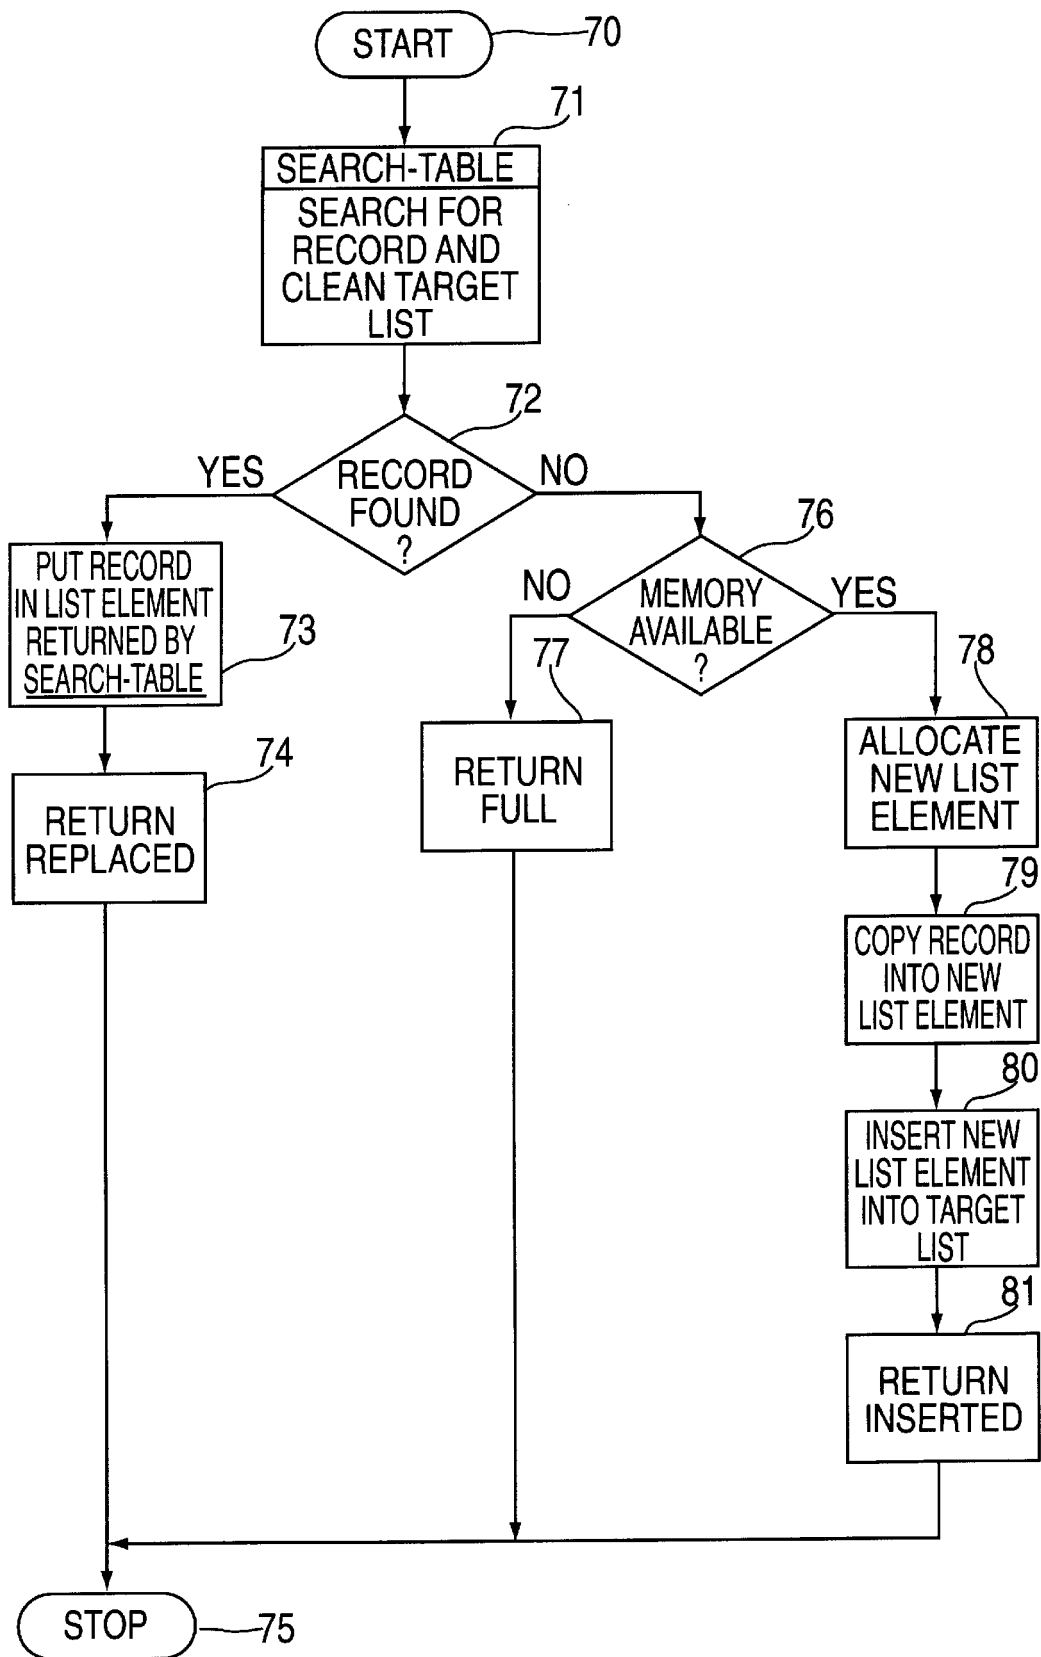 START
70
71
SEARCH-TABLE
SEARCH FOR
RECORD AND
CLEAN TARGET
LIST
72
RECORD
FOUND
?
YES
NO
PUT RECORD
IN LIST ELEMENT
RETURNED BY
SEARCH-TABLE
73
76
MEMORY
AVAILABLE
?
NO
YES
74
RETURN
REPLACED
77
RETURN
FULL
78
ALLOCATE
NEW LIST
ELEMENT
79
COPY RECORD
INTO NEW
LIST ELEMENT
80
INSERT NEW
LIST ELEMENT
INTO TARGET
LIST
81
RETURN
INSERTED
STOP
75